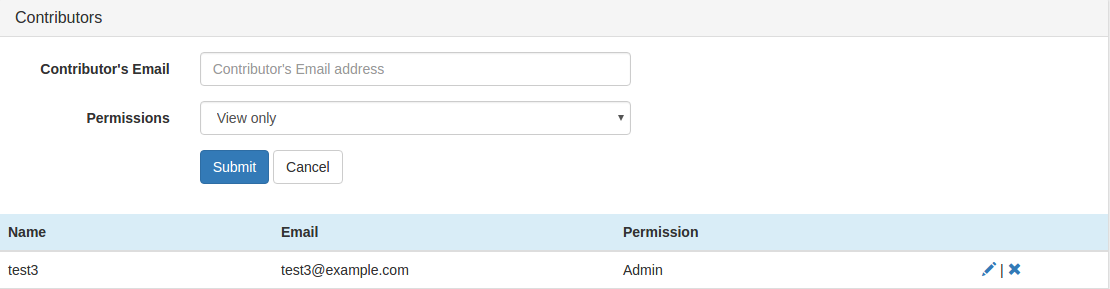 Contributors
Contributor's Email Contributor's Email address
Permissions View only
Submit Cancel
Name Email Permission
test3 test3@example.com Admin |